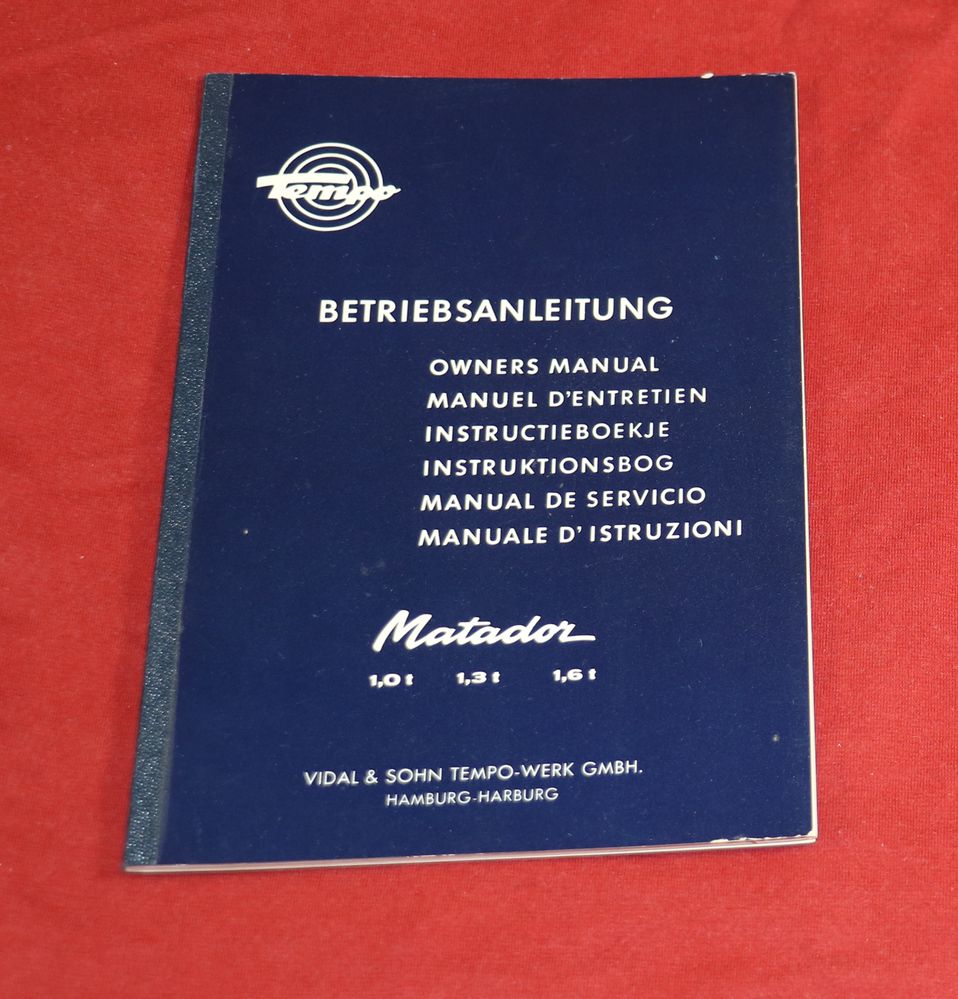 Tempo
BETRIEBSANLEITUNG
OWNERS MANUAL
MANUEL D'ENTRETIEN
INSTRUCTIEBOEKJE
INSTRUKTIONSBOG
MANUAL DE SERVICIO
MANUALE D'ISTRUZIONI
Matador
1,0 t 1,3 t 1,6 t
VIDAL & SOHN TEMPO-WERK GMBH.
HAMBURG-HARBURG